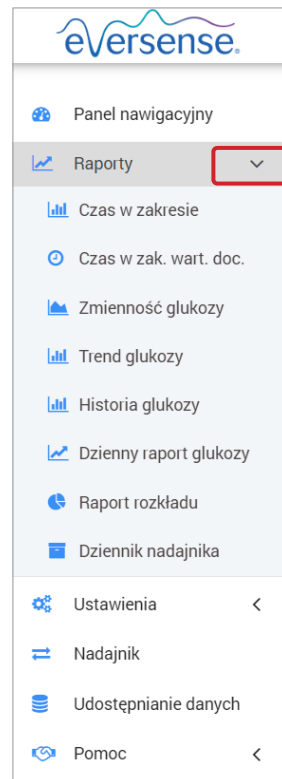 eversense.
Panel nawigacyjny
Raporty
Czas w zakresie
Czas w zak. wart. doc.
Zmienność glukozy
Trend glukozy
Historia glukozy
Dzienny raport glukozy
Raport rozkładu
Dziennik nadajnika
Ustawienia
Nadajnik
Udostępnianie danych
Pomoc